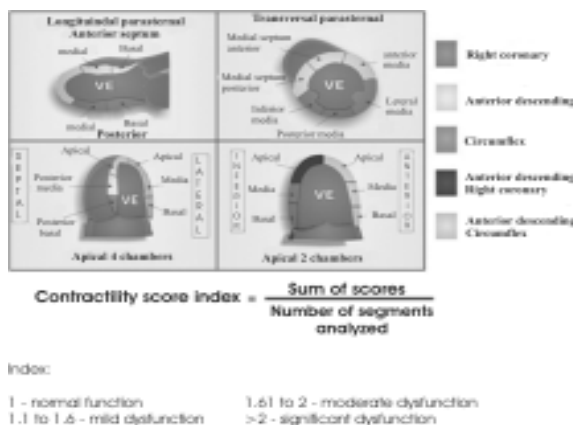 Longitudinal parasternal
Anterior septum
medial
Basal
VE
medial
Basal
Posterior
Transversal parasternal
Medial septum
anterior
anterior
media
Medial septum
posterior
VE
Inferior
media
Lateral
media
Posterior media
SEPTAL
Apical
Apical
Posterior
media
Media
VE
Posterior
basal
Basal
LATERAL
Apical 4 chambers
INFERIOR
Apical
Apical
Media
Media
VE
Basal
Basal
ANTERIOR
Apical 2 chambers
Right coronary
Anterior descending
Circumflex
Anterior descending
Right coronary
Anterior descending
Circumflex
Contractility score index = Sum of scores
Number of segments
analyzed
Index:
1 - normal function
1.61 to 2 - moderate dysfunction
1.1 to 1.6 - mild dysfunction
>2 - significant dysfunction